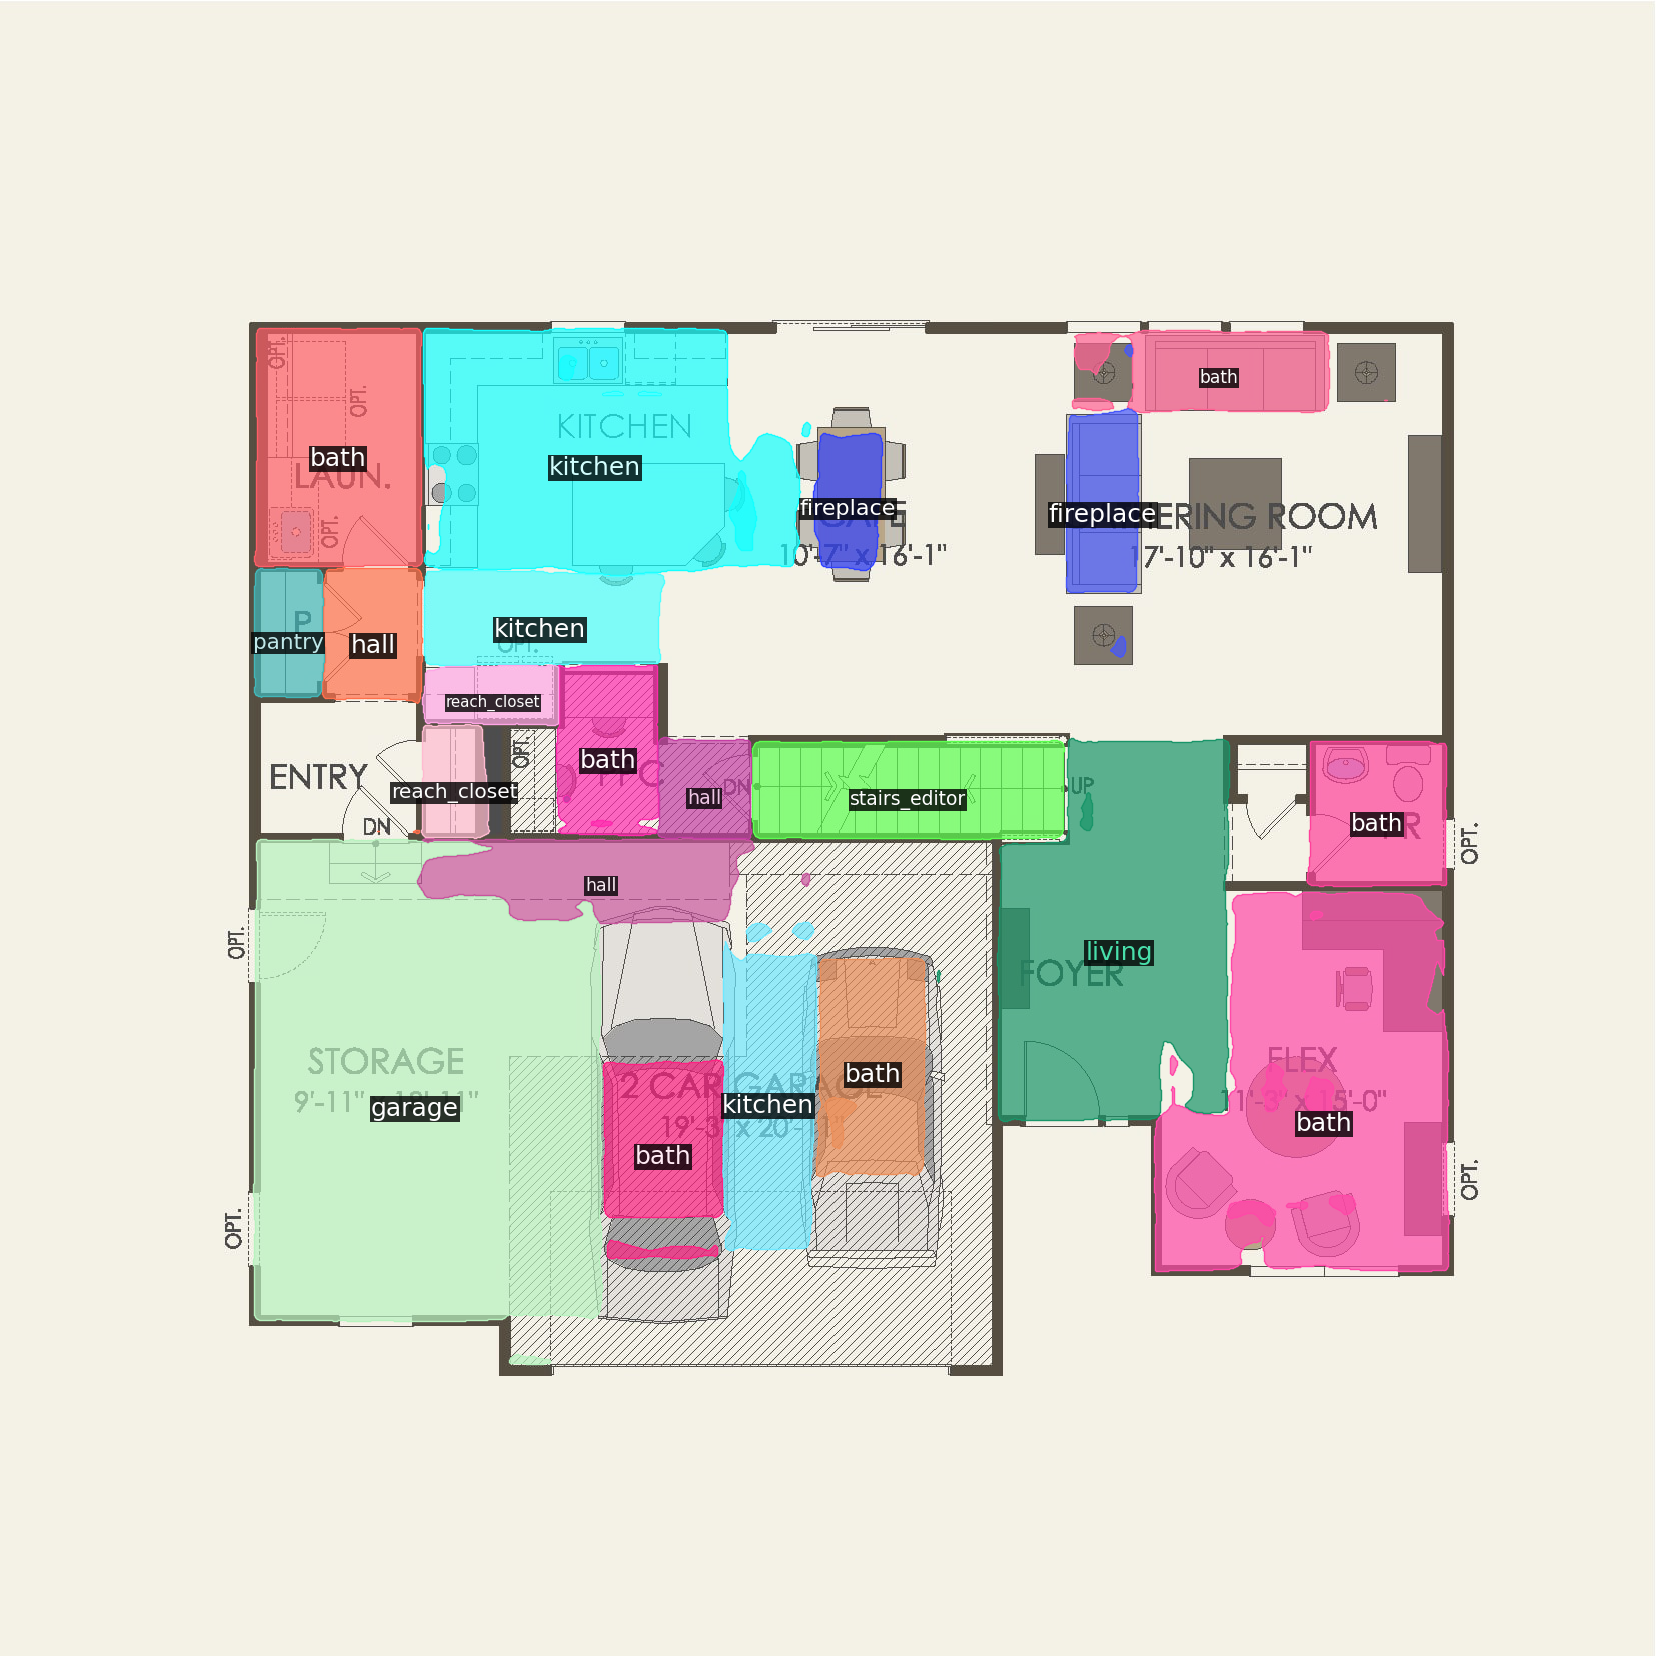 OPT.
OPT.
LAUN.
bath
OPT.
KITCHEN
kitchen
bath
fireplace
10'-7" x 16'-1"
fireplace
ERING ROOM
17'-10" x 16'-1"
P
pantry
hall
kitchen
OPT.
reach_closet
ENTRY
reach_closet
DN
OPT.
bath
C
hall
DN
stairs_editor
UP
bath
R
OPT.
hall
OPT.
living
FOYER
STORAGE
9'-11"
garage
2 CAR GARAGE
19'-3" x 20'-
bath
kitchen
bath
FLEX
11'-3" x 15'-0"
bath
OPT.
OPT.